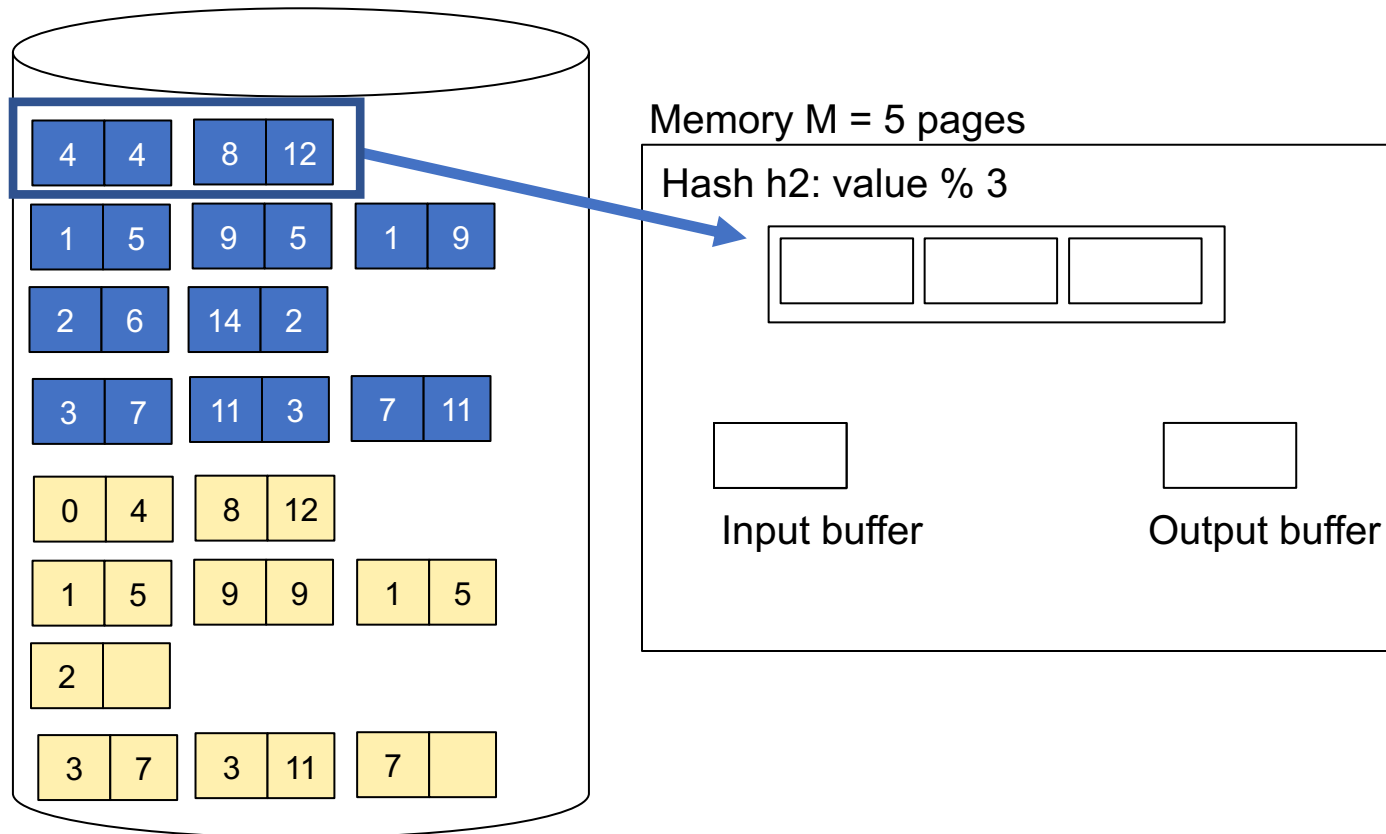 4 4 8 12
1 5 9 5 1 9
2 6 14 2
3 7 11 3 7 11
0 4 8 12
1 5 9 9 1 5
2
3 7 3 11 7
Memory M = 5 pages
Hash h2: value % 3
Input buffer
Output buffer